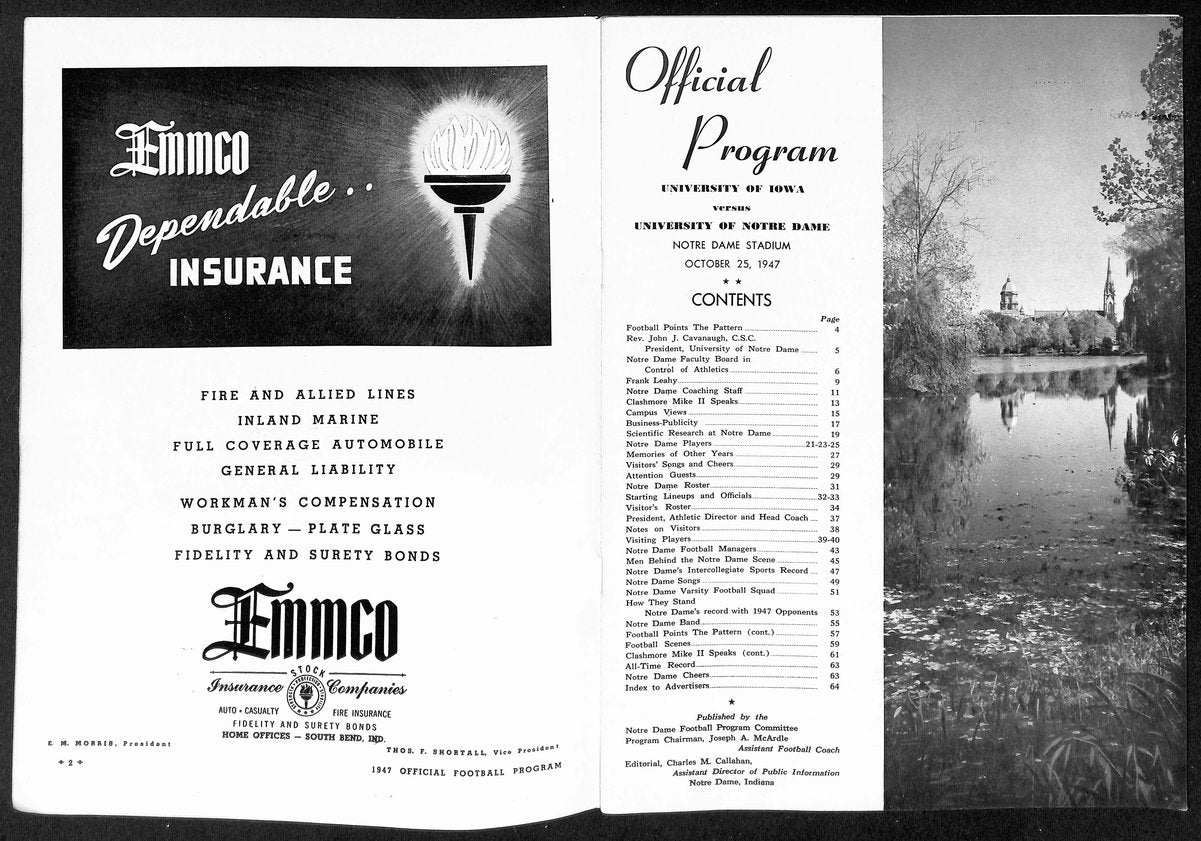 Emmco
Dependable..
INSURANCE
FIRE AND ALLIED LINES
INLAND MARINE
FULL COVERAGE AUTOMOBILE
GENERAL LIABILITY
WORKMAN'S COMPENSATION
BURGLARY — PLATE GLASS
FIDELITY AND SURETY BONDS
Emmco
STOCK
Insurance Companies
AUTO • CASUALTY FIRE INSURANCE
FIDELITY AND SURETY BONDS
HOME OFFICES — SOUTH BEND, IND.
E. M. MORRIS, President
THOS. F. SHORTALL, Vice President
÷ 2 ÷
1947 OFFICIAL FOOTBALL PROGRAM
Official
Program
UNIVERSITY OF IOWA
versus
UNIVERSITY OF NOTRE DAME
NOTRE DAME STADIUM
OCTOBER 25, 1947
★ ★
CONTENTS
Page
Football Points The Pattern 4
Rev. John J. Cavanaugh, C.S.C.
President, University of Notre Dame 5
Notre Dame Faculty Board in
Control of Athletics 6
Frank Leahy 9
Notre Dame Coaching Staff 11
Clashmore Mike II Speaks 13
Campus Views 15
Business-Publicity 17
Scientific Research at Notre Dame 19
Notre Dame Players 21-23-25
Memories of Other Years 27
Visitors' Songs and Cheers 29
Attention Guests 29
Notre Dame Roster 31
Starting Lineups and Officials 32-33
Visitor's Roster 34
President, Athletic Director and Head Coach 37
Notes on Visitors 38
Visiting Players 39-40
Notre Dame Football Managers 43
Men Behind the Notre Dame Scene 45
Notre Dame's Intercollegiate Sports Record 47
Notre Dame Songs 49
Notre Dame Varsity Football Squad 51
How They Stand
Notre Dame's record with 1947 Opponents 53
Notre Dame Band 55
Football Points The Pattern (cont.) 57
Football Scenes 59
Clashmore Mike II Speaks (cont.) 61
All-Time Record 63
Notre Dame Cheers 63
Index to Advertisers 64
★
Published by the
Notre Dame Football Program Committee
Program Chairman, Joseph A. McArdle
Assistant Football Coach
Editorial, Charles M. Callahan,
Assistant Director of Public Information
Notre Dame, Indiana